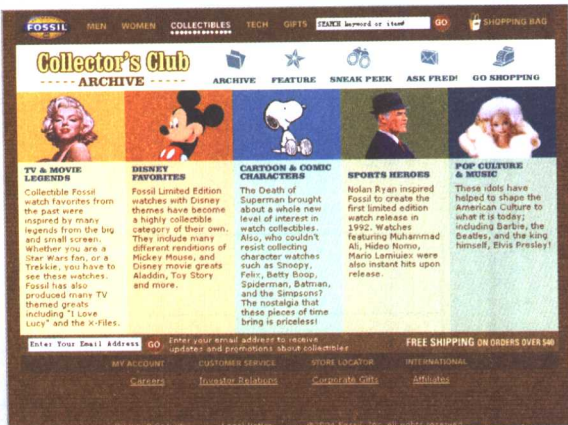 FOSSIL MEN WOMEN COLLECTIBLES TECH GIFTS SEARCH keyword or item# GO SHOPPING BAG
Collector's Club
ARCHIVE
ARCHIVE FEATURE SNEAK PEEK ASK FRED! GO SHOPPING
TV & MOVIE
LEGENDS
Collectible Fossil
watch favorites from
the past were
inspired by many
legends from the big
and small screen.
Whether you are a
Star Wars fan, or a
Trekkie, you have to
see these watches.
Fossil has also
produced many TV
themed greats
including "I Love
Lucy" and the X-Files.
DISNEY
FAVORITES
Fossil Limited Edition
watches with Disney
themes have become
a highly collectible
category of their own.
They include many
different renditions of
Mickey Mouse, and
Disney movie greats
Aladdin, Toy Story
and more.
CARTOON & COMIC
CHARACTERS
The Death of
Superman brought
about a whole new
level of interest in
watch collectibles.
Also, who couldn't
resist collecting
character watches
such as Snoopy,
Felix, Betty Boop,
Spiderman, Batman,
and the Simpsons?
The nostalgia that
these pieces of time
bring is priceless!
SPORTS HEROES
Nolan Ryan inspired
Fossil to create the
first limited edition
watch release in
1992. Watches
featuring Muhammad
Ali, Hideo Nomo,
Mario Lamiuiex were
also instant hits upon
release.
POP CULTURE
& MUSIC
These idols have
helped to shape the
American Culture to
what it is today;
including Barbie, the
Beatles, and the king
himself, Elvis Presley!
Enter Your Email Address GO Enter your email address to receive
updates and promotions about collectibles
FREE SHIPPING ON ORDERS OVER $40
MY ACCOUNT CUSTOMER SERVICE STORE LOCATOR INTERNATIONAL
Careers Investor Relations Corporate Gifts Affiliates